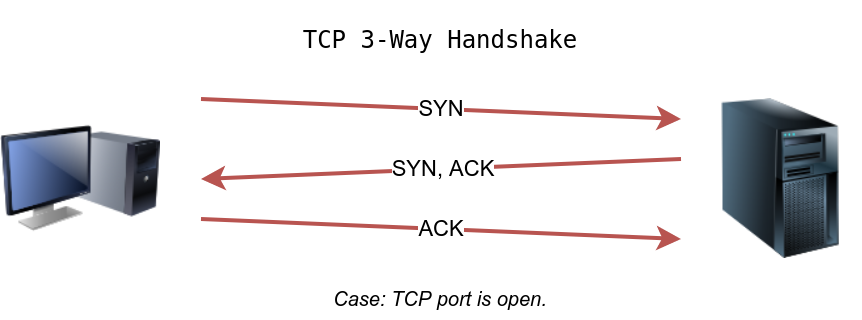 TCP 3-Way Handshake
SYN
SYN, ACK
ACK
Case: TCP port is open.